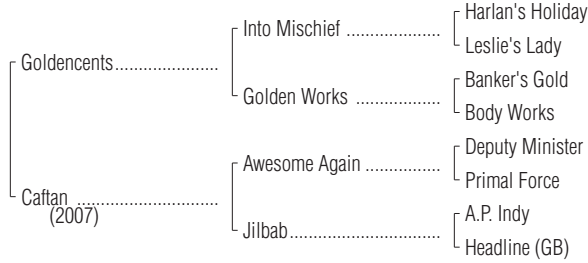 Harlan's Holiday
Into Mischief ....................
Leslie's Lady
Goldencents......................
Banker's Gold
Golden Works ..................
Body Works
Deputy Minister
Awesome Again ................
Primal Force
Caftan ..............................
(2007)
A.P. Indy
Jilbab................................
Headline (GB)